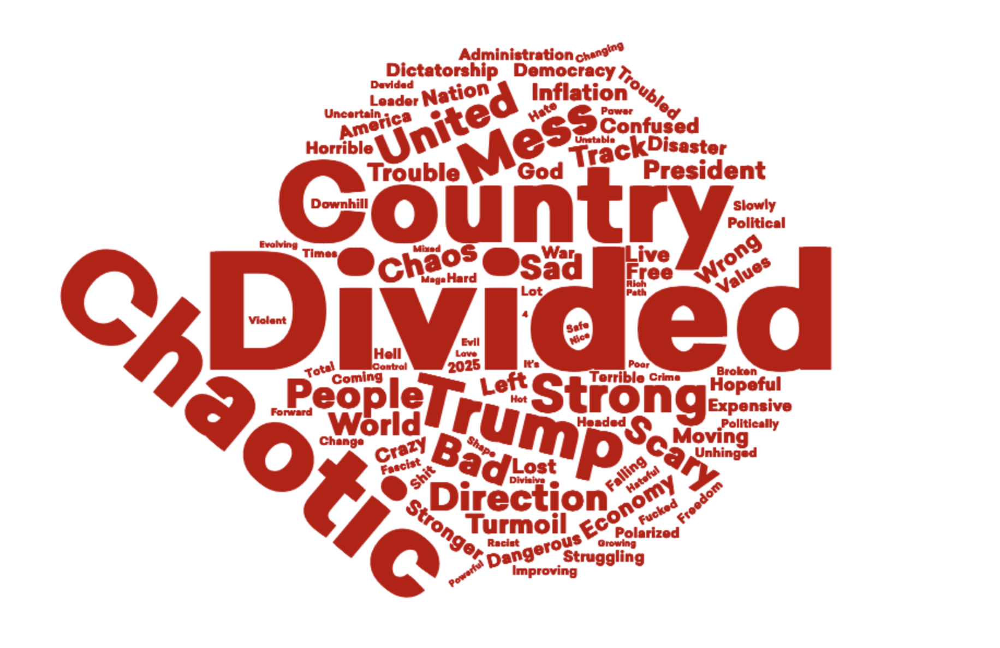 Administration
Changing
Dictatorship
Democracy
Troubled
Devided
Leader
Nation
United
Inflation
Hate
Power
Uncertain
America
Mess
Confused
Horrible
Unstable
Track
Disaster
Trouble
God
President
Country
Downhill
Slowly
Political
Evolving
Times
Mixed
Chaos
War
Sad
Live
Free
Wrong
Values
Maga
Hard
Rich
Path
Lot
4
Chaotic
Divided
Violent
Safe
Nice
Evil
Hell
Love
Control
2025
It's
Poor
Total
Coming
Left
Terrible
Crime
Broken
Hopeful
People
Trump
Hot
Strong
Expensive
Forward
World
Headed
Scary
Politically
Change
Moving
Crazy
Bad
Shape
Unhinged
Fascist
Shit
Lost
Divisive
Falling
Hateful
Direction
Economy
Freedom
Stronger
Turmoil
Fucked
Polarized
Racist
Dangerous
Growing
Struggling
Powerful
Improving